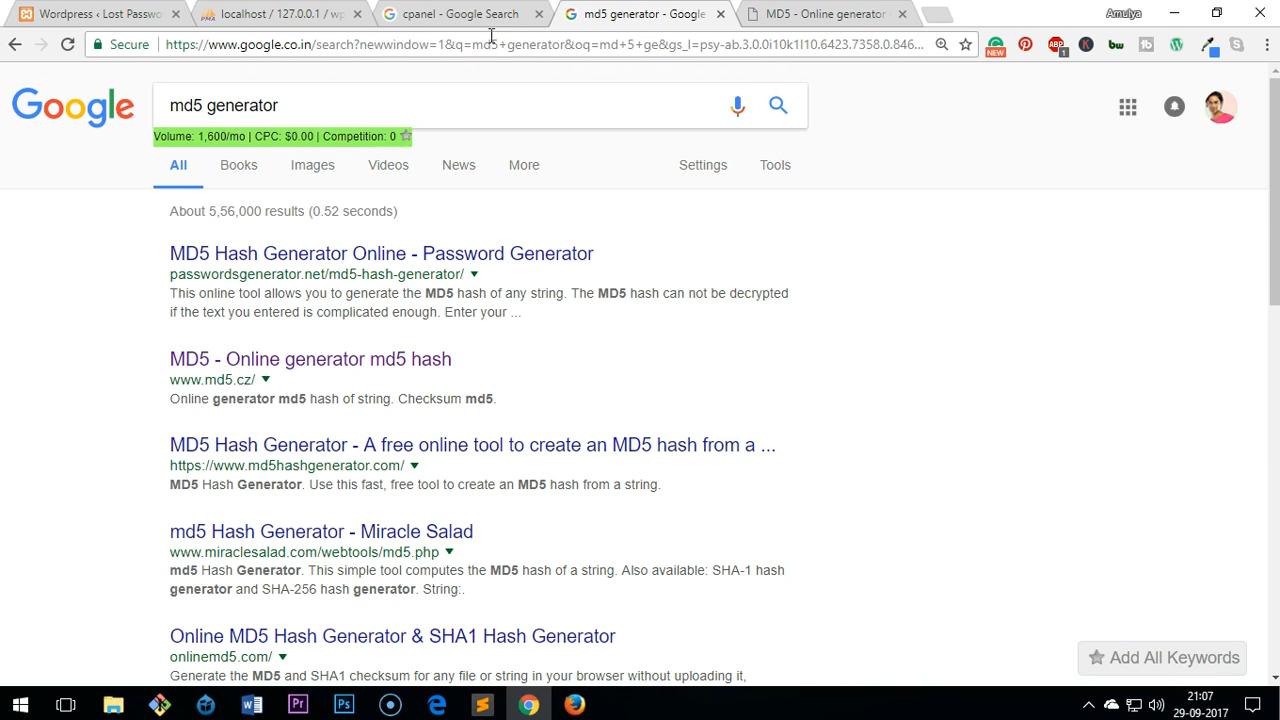 Wordpress ‹ Lost Passwo
localhost / 127.0.0.1 / wp
cpanel - Google Search
md5 generator - Google
MD5 - Online generator
Amulya
Secure
https://www.google.co.in/search?newwindow=1&q=md5+generator&oq=md+5+ge&gs_l=psy-ab.3.0.0i10k1l10.6423.7358.0.846...
NEW
ABP
1
K
bw
tb
Google
md5 generator
Volume: 1,600/mo | CPC: $0.00 | Competition: 0
All
Books
Images
Videos
News
More
Settings
Tools
About 5,56,000 results (0.52 seconds)
MD5 Hash Generator Online - Password Generator
passwordsgenerator.net/md5-hash-generator/
This online tool allows you to generate the MD5 hash of any string. The MD5 hash can not be decrypted
if the text you entered is complicated enough. Enter your ...
MD5 - Online generator md5 hash
www.md5.cz/
Online generator md5 hash of string. Checksum md5.
MD5 Hash Generator - A free online tool to create an MD5 hash from a ...
https://www.md5hashgenerator.com/
MD5 Hash Generator. Use this fast, free tool to create an MD5 hash from a string.
md5 Hash Generator - Miracle Salad
www.miraclesalad.com/webtools/md5.php
md5 Hash Generator. This simple tool computes the MD5 hash of a string. Also available: SHA-1 hash
generator and SHA-256 hash generator. String:.
Online MD5 Hash Generator & SHA1 Hash Generator
onlinemd5.com/
Generate the MD5 and SHA1 checksum for any file or string in your browser without uploading it,
Add All Keywords
Pr
Ps
21:07
29-09-2017